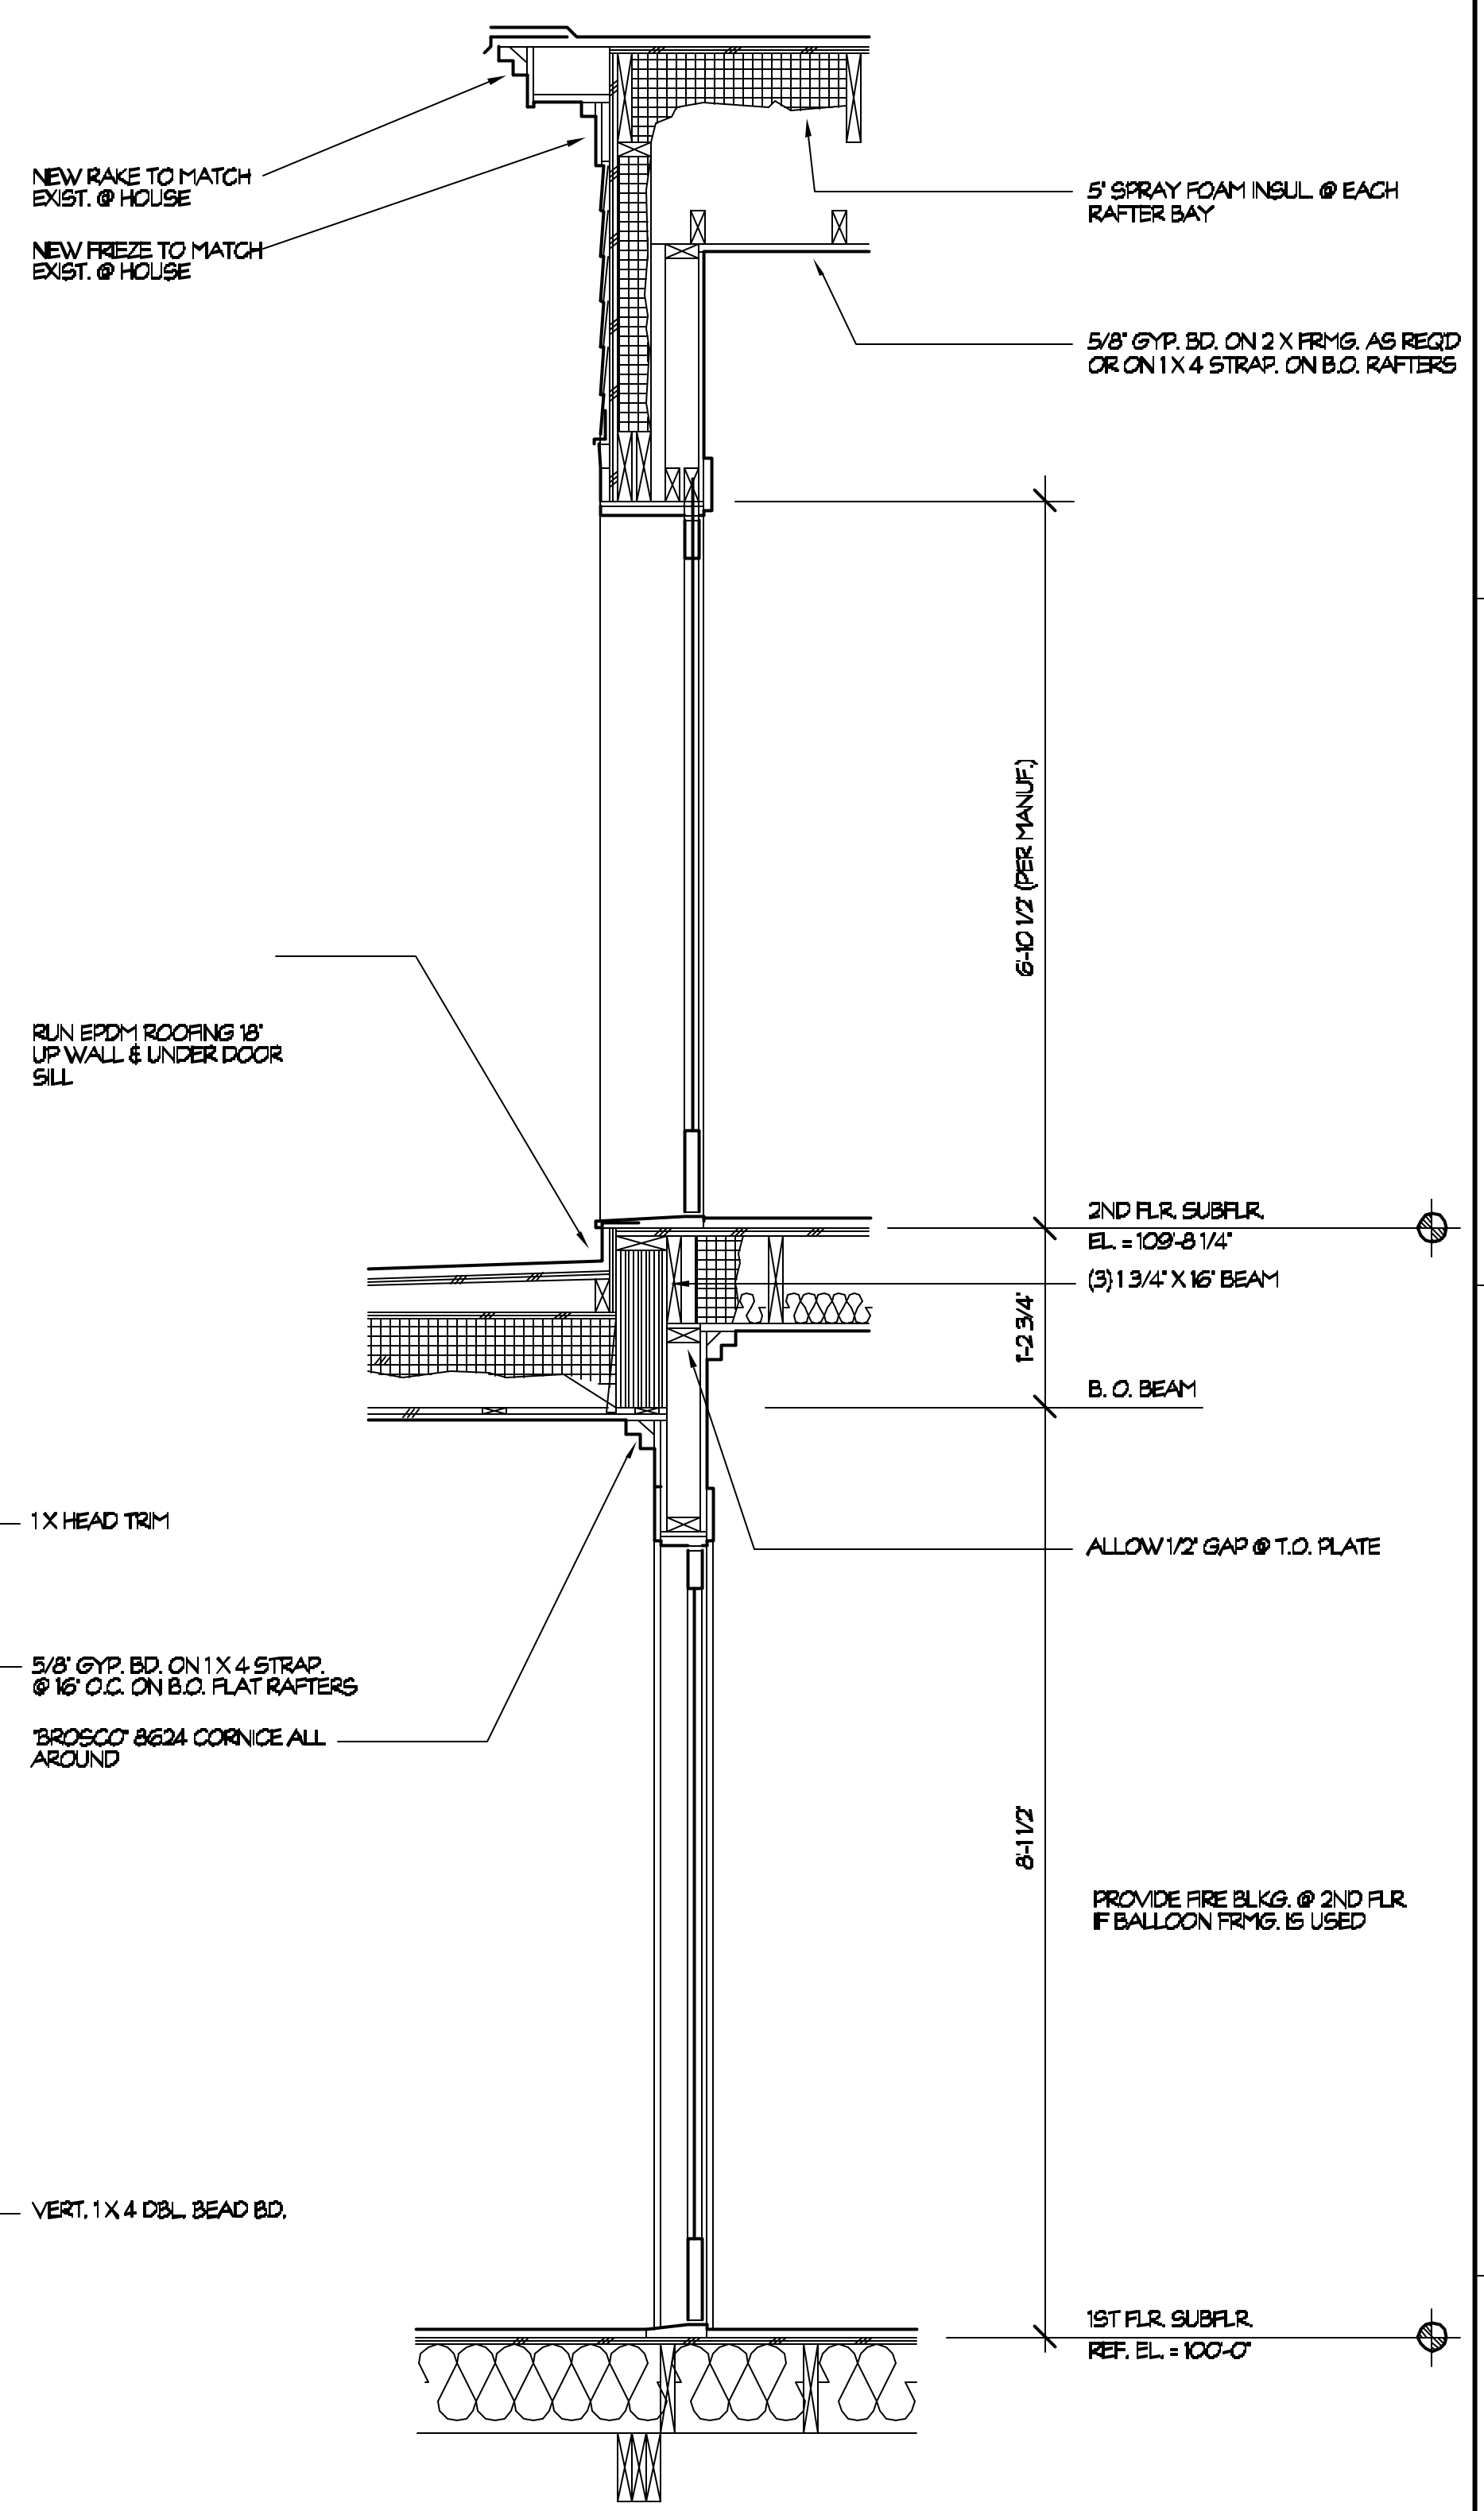 NEW RAKE TO MATCH
EXIST. @ HOUSE
NEW FRIEZE TO MATCH
EXIST. @ HOUSE
5" SPRAY FOAM INSUL. @ EACH
RAFTER BAY
5/8" GYP. BD. ON 2 X FRMG. AS REQ'D
OR ON 1 X 4 STRAP. ON B.O. RAFTERS
6'-10 1/2" (PER MANUF.)
RUN EPDM ROOFING 18"
UP WALL & UNDER DOOR
SILL
2ND FLR. SUBFLR.
EL. = 109'-8 1/4"
(3) 1 3/4" X 16" BEAM
1'-2 3/4"
B. O. BEAM
1 X HEAD TRIM
ALLOW 1/2" GAP @ T.O. PLATE
5/8" GYP. BD. ON 1 X 4 STRAP.
@ 16" O.C. ON B.O. FLAT RAFTERS
"BROSCO" 8624 CORNICE ALL
AROUND
8'-1 1/2"
PROVIDE FIRE BLKG. @ 2ND FLR.
IF BALLOON FRMG. IS USED
VERT. 1 X 4 DBL. BEAD BD.
1ST FLR. SUBFLR.
REF. EL. = 100'-0"